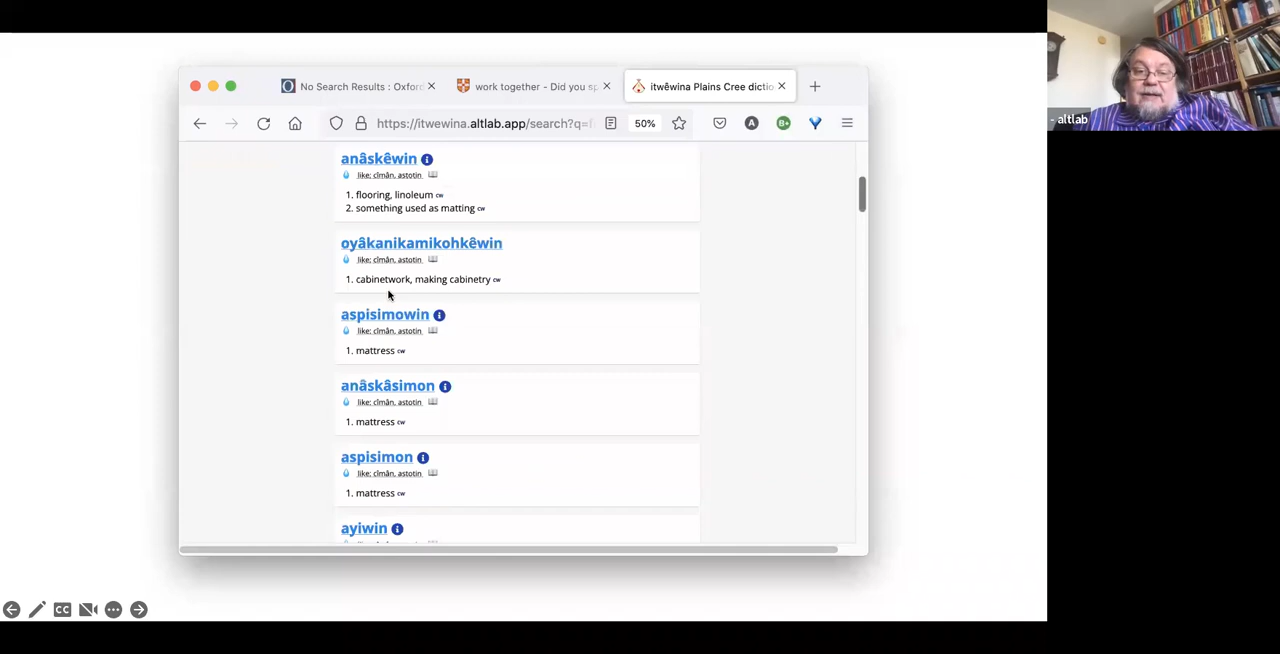 No Search Results : Oxford
work together - Did you sp
itwêwina Plains Cree dictio
https://itwewina.altlab.app/search?q=f
50%
A
B+
anâskêwin
like: cîmân, astotin
1. flooring, linoleum cw
2. something used as matting cw
oyâkanikamikohkêwin
like: cîmân, astotin
1. cabinetwork, making cabinetry cw
aspisimowin
like: cîmân, astotin
1. mattress cw
anâskâsimon
like: cîmân, astotin
1. mattress cw
aspisimon
like: cîmân, astotin
1. mattress cw
ayiwin
CC
- altlab